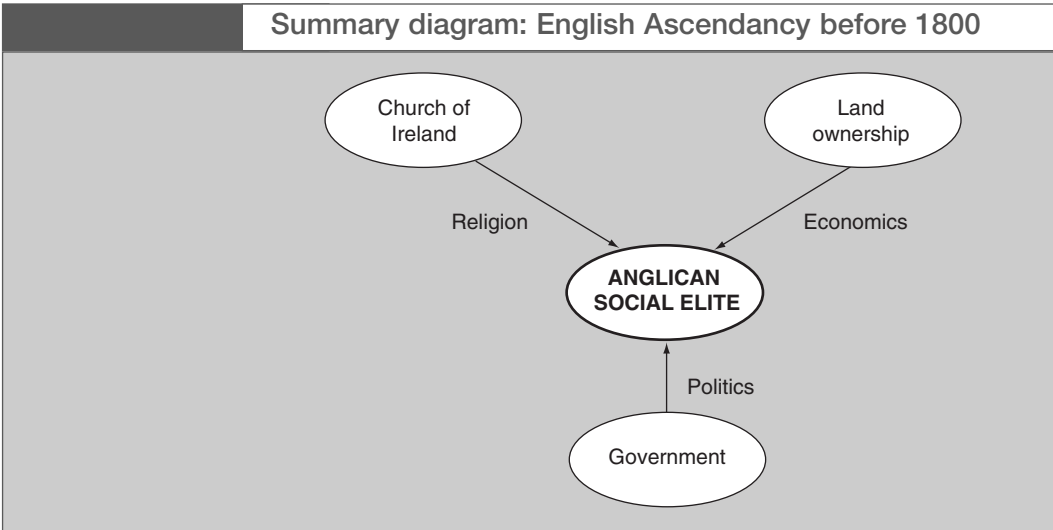 Summary diagram: English Ascendancy before 1800
Church of
Ireland
Land
ownership
Religion
Economics
ANGLICAN
SOCIAL ELITE
Politics
Government